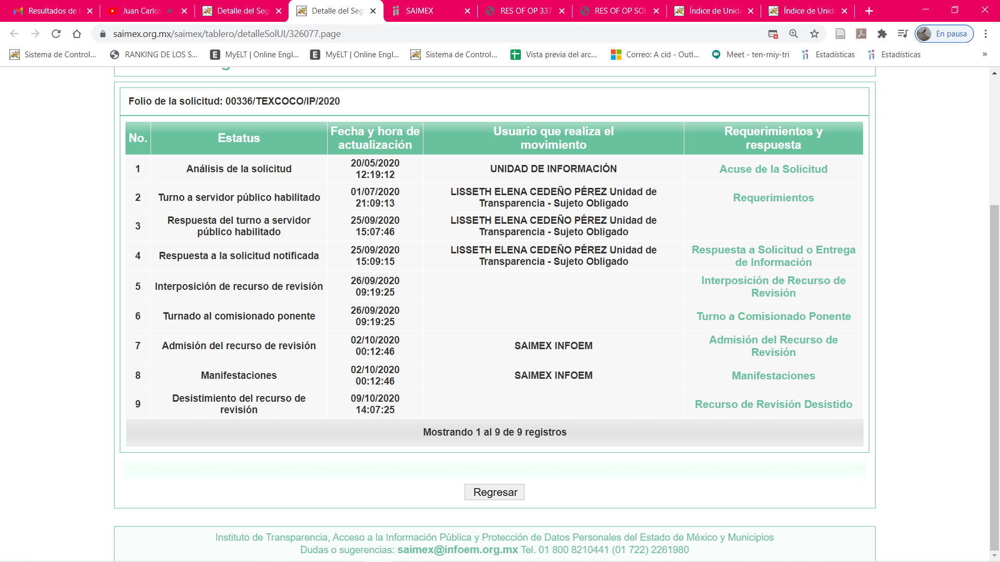 Resultados de
Juan Carlos
Detalle del Seg
Detalle del Seg
SAIMEX
RES OF OP 337
RES OF OP SOL
Índice de Unida
Índice de Unida
saimex.org.mx/saimex/tablero/detalleSolUI/326077.page
En pausa
Sistema de Control...
RANKING DE LOS S...
MyELT | Online Engl...
MyELT | Online Engl...
Sistema de Control...
Vista previa del arc...
Correo: A cid - Outl...
Meet - ten-rniy-tri
Estadísticas
Estadísticas
»
Folio de la solicitud: 00336/TEXCOCO/IP/2020
No.
Estatus
Fecha y hora de
actualización
Usuario que realiza el
movimiento
Requerimientos y
respuesta
1
Análisis de la solicitud
20/05/2020
12:19:12
UNIDAD DE INFORMACIÓN
Acuse de la Solicitud
2
Turno a servidor público habilitado
01/07/2020
21:09:13
LISSETH ELENA CEDEÑO PÉREZ Unidad de
Transparencia - Sujeto Obligado
Requerimientos
3
Respuesta del turno a servidor
público habilitado
25/09/2020
15:07:46
LISSETH ELENA CEDEÑO PÉREZ Unidad de
Transparencia - Sujeto Obligado
4
Respuesta a la solicitud notificada
25/09/2020
15:09:15
LISSETH ELENA CEDEÑO PÉREZ Unidad de
Transparencia - Sujeto Obligado
Respuesta a Solicitud o Entrega
de Información
5
Interposición de recurso de revisión
26/09/2020
09:19:25
Interposición de Recurso de
Revisión
6
Turnado al comisionado ponente
26/09/2020
09:19:25
Turno a Comisionado Ponente
7
Admisión del recurso de revisión
02/10/2020
00:12:46
SAIMEX INFOEM
Admisión del Recurso de
Revisión
8
Manifestaciones
02/10/2020
00:12:46
SAIMEX INFOEM
Manifestaciones
9
Desistimiento del recurso de
revisión
09/10/2020
14:07:25
Recurso de Revisión Desistido
Mostrando 1 al 9 de 9 registros
Regresar
Instituto de Transparencia, Acceso a la Información Pública y Protección de Datos Personales del Estado de México y Municipios
Dudas o sugerencias: saimex@infoem.org.mx Tel. 01 800 8210441 (01 722) 2261980